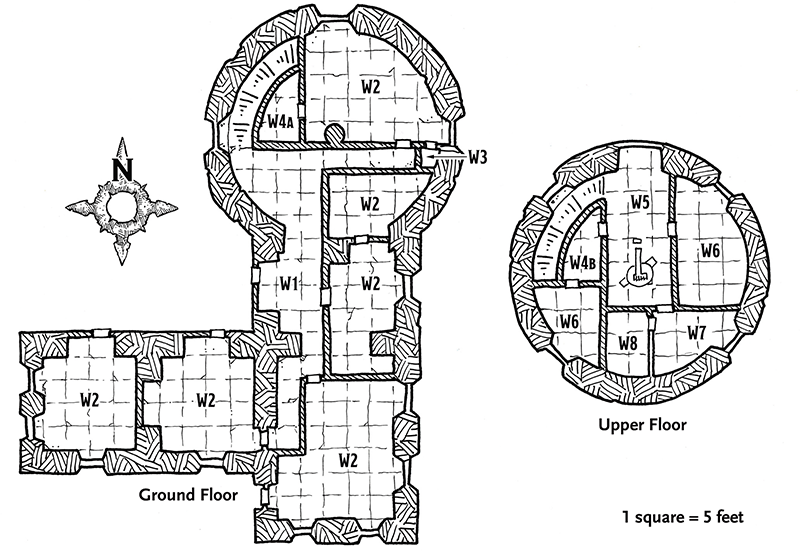 W2
W4A
W3
N
W2
W5
W6
W4B
W1
W2
W6
W8
W7
W2
W2
Upper Floor
W2
Ground Floor
1 square = 5 feet